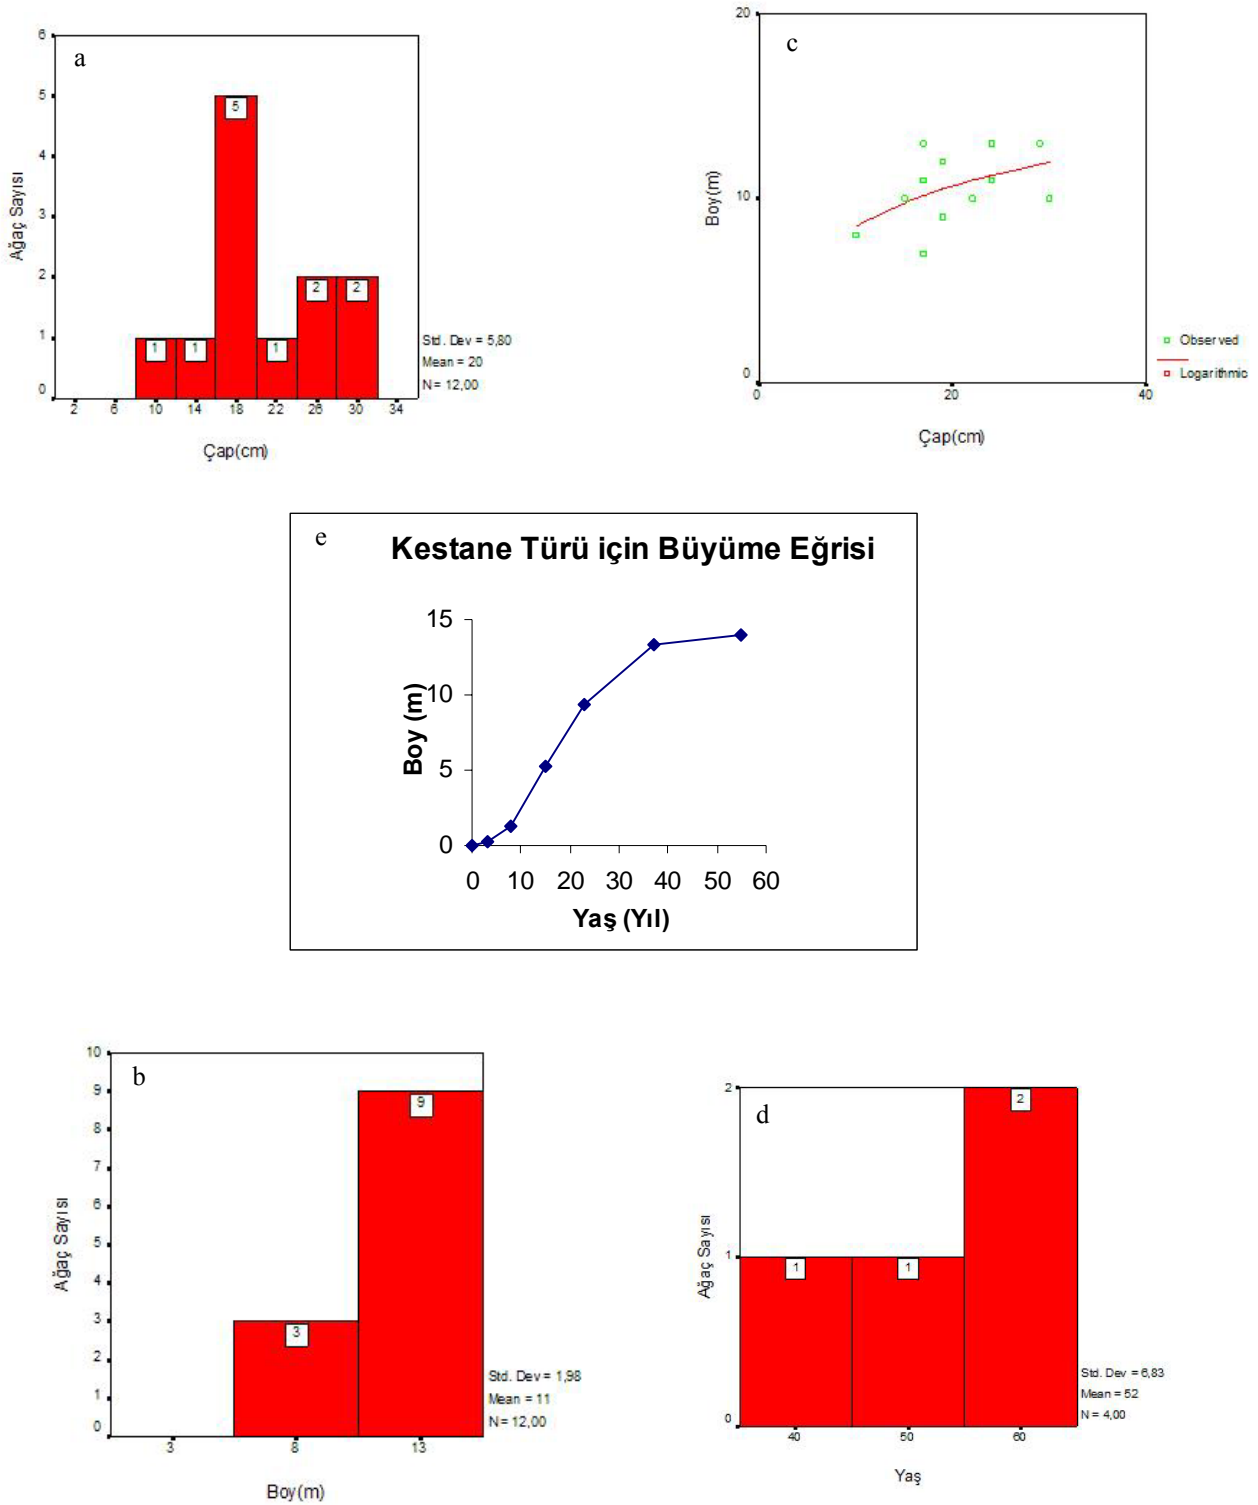 a
6
5
4
3
2
1
0
Ağaç Sayısı
1
1
5
1
2
2
2 6 10 14 18 22 26 30 34
Çap(cm)
Std. Dev = 5,80
Mean = 20
N = 12,00
c
20
10
0
Boy(m)
0 20 40
Çap(cm)
Observed
Logarithmic
e
Kestane Türü için Büyüme Eğrisi
15
10
5
0
Boy (m)
0 10 20 30 40 50 60
Yaş (Yıl)
b
10
9
8
7
6
5
4
3
2
1
0
Ağaç Sayısı
3
9
3 8 13
Boy(m)
Std. Dev = 1,98
Mean = 11
N = 12,00
d
2
1
0
Ağaç Sayısı
1
1
2
40 50 60
Yaş
Std. Dev = 6,83
Mean = 52
N = 4,00